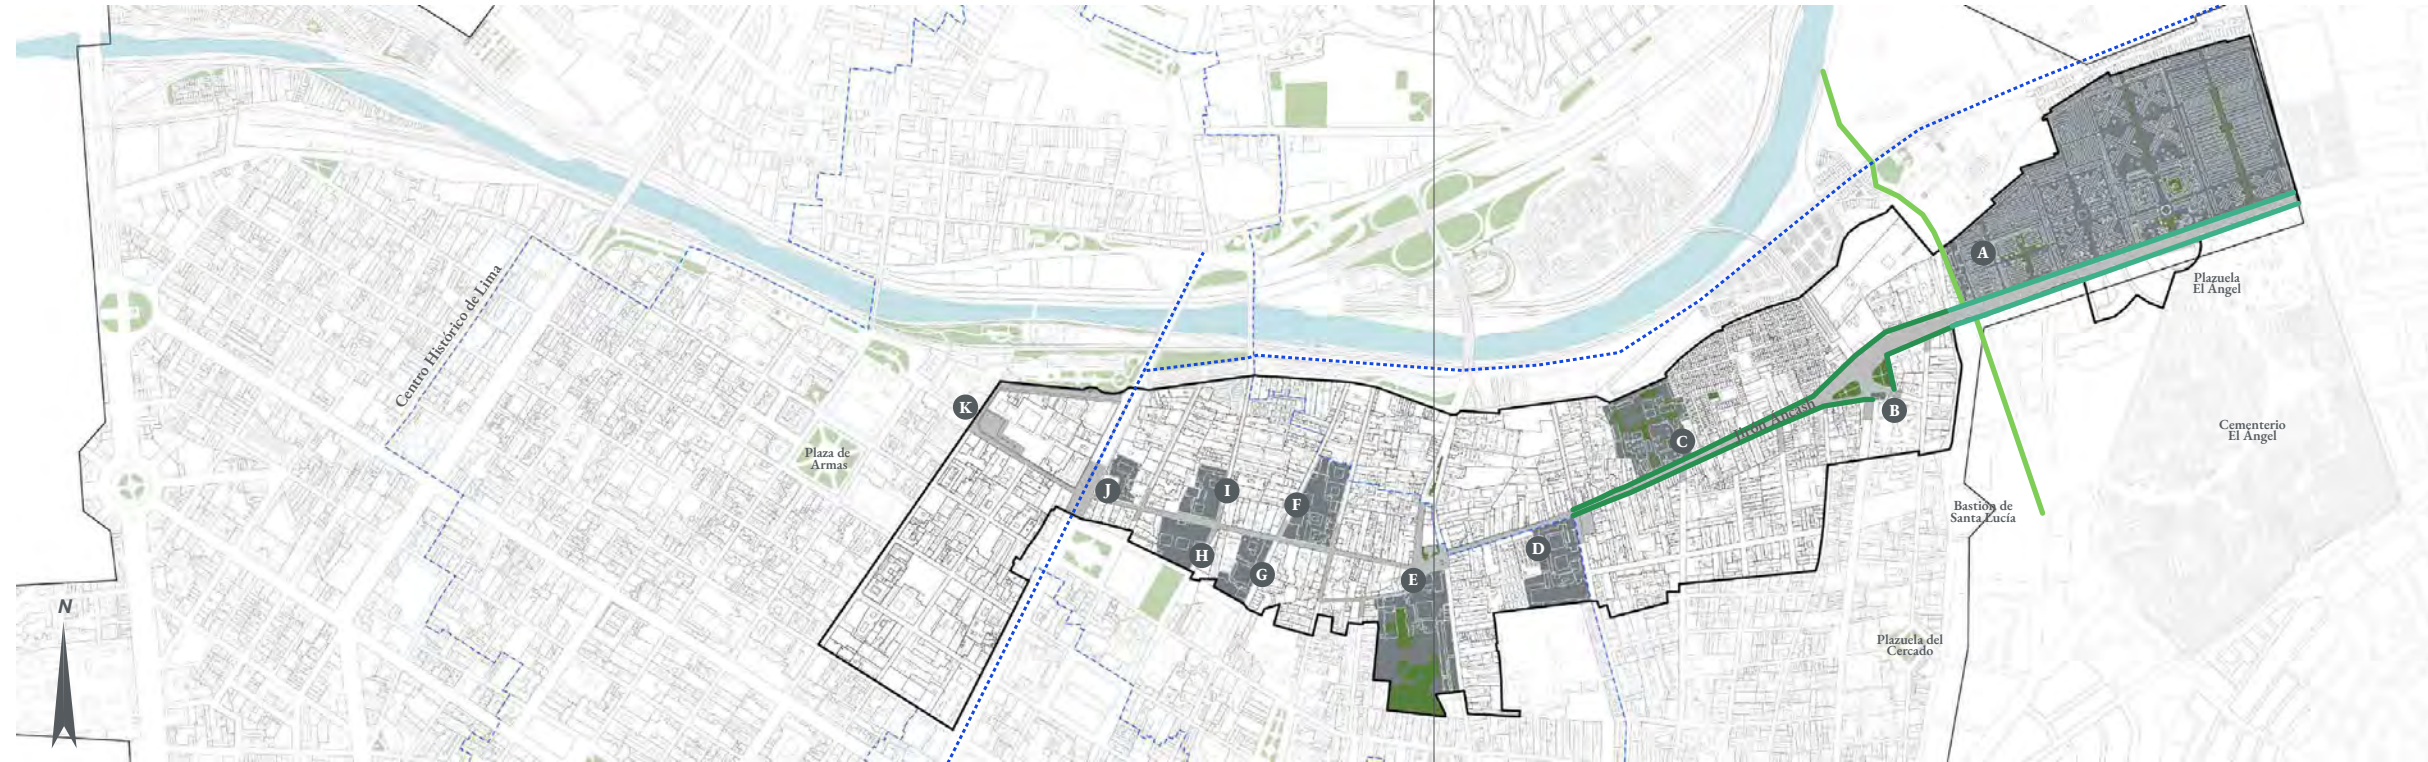 N
Centro Histórico de Lima
Plaza de
Armas
K
J
I
H
G
F
E
D
C
Jirón Ancash
B
A
Plazuela
El Ángel
Cementerio
El Ángel
Bastión de
Santa Lucía
Plazuela del
Cercado